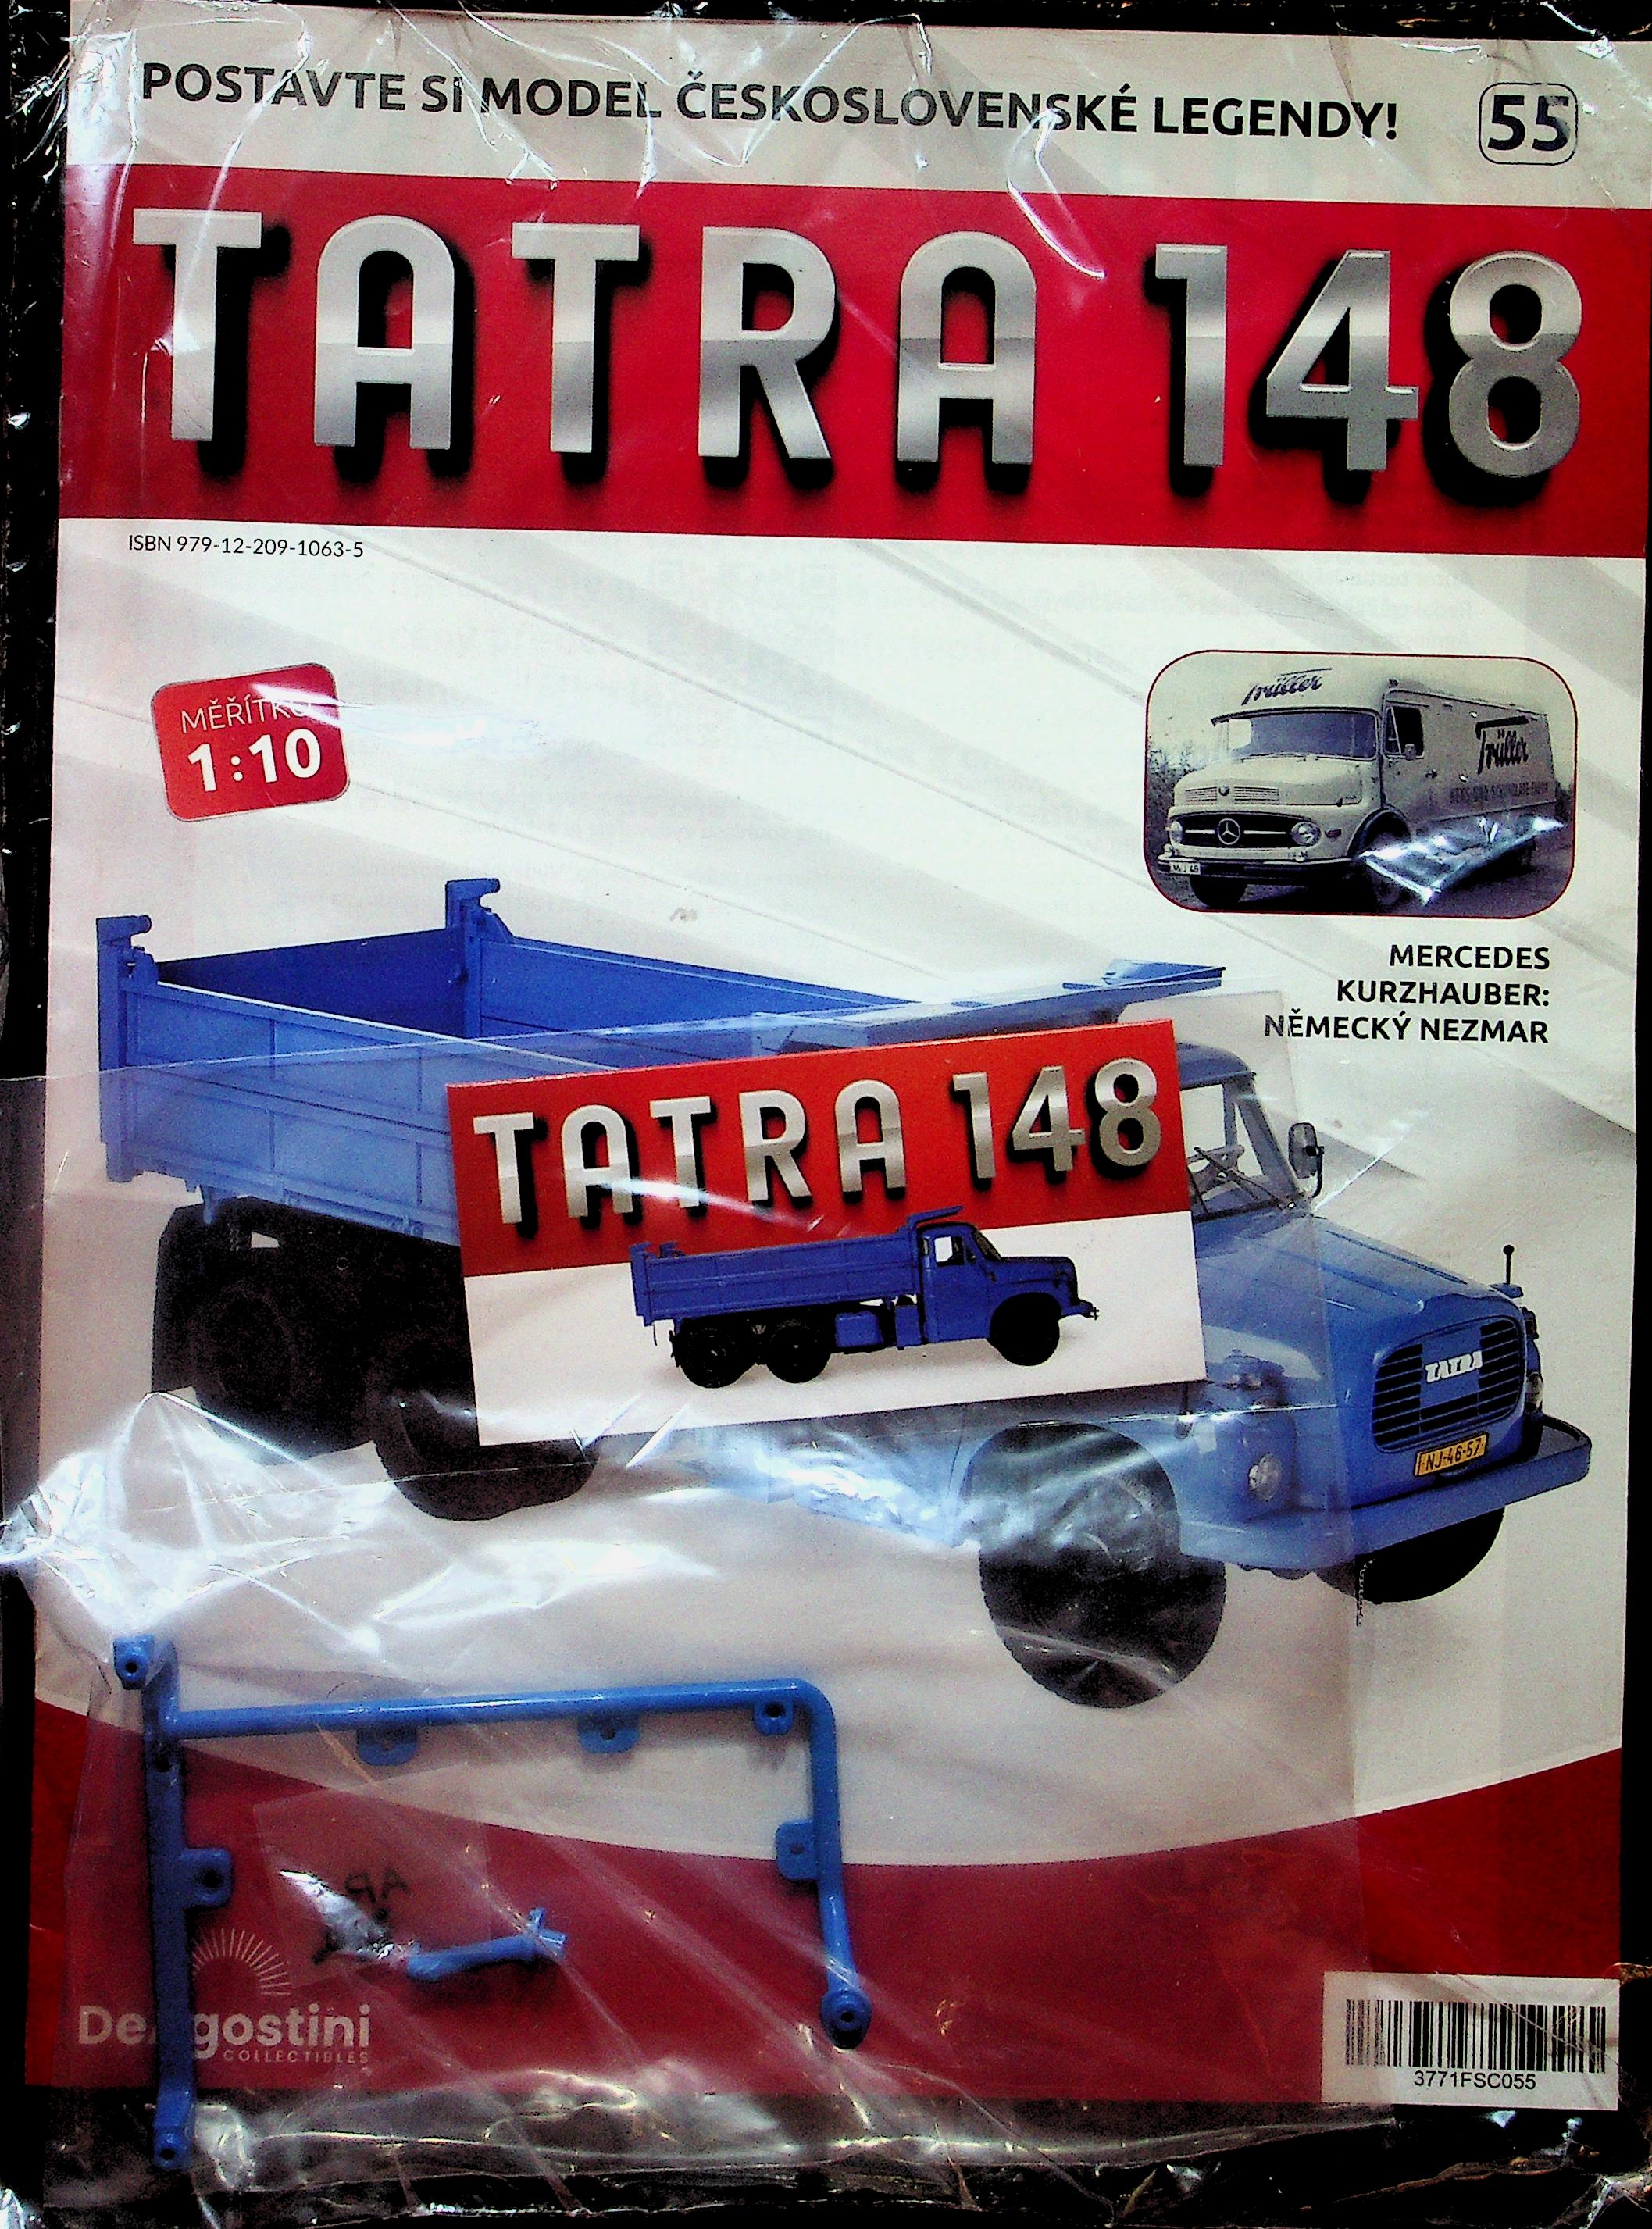 POSTAVTE SI MODEL ČESKOSLOVENSKÉ LEGENDY!
55
TATRA 148
ISBN 979-12-209-1063-5
MĚŘÍTKO
1:10
Trüller
Trüller
MERCEDES
KURZHAUBER:
NĚMECKÝ NEZMAR
TATRA 148
TATRA
NJ-46-57
DeAgostini
COLLECTIBLES
3771FSC055